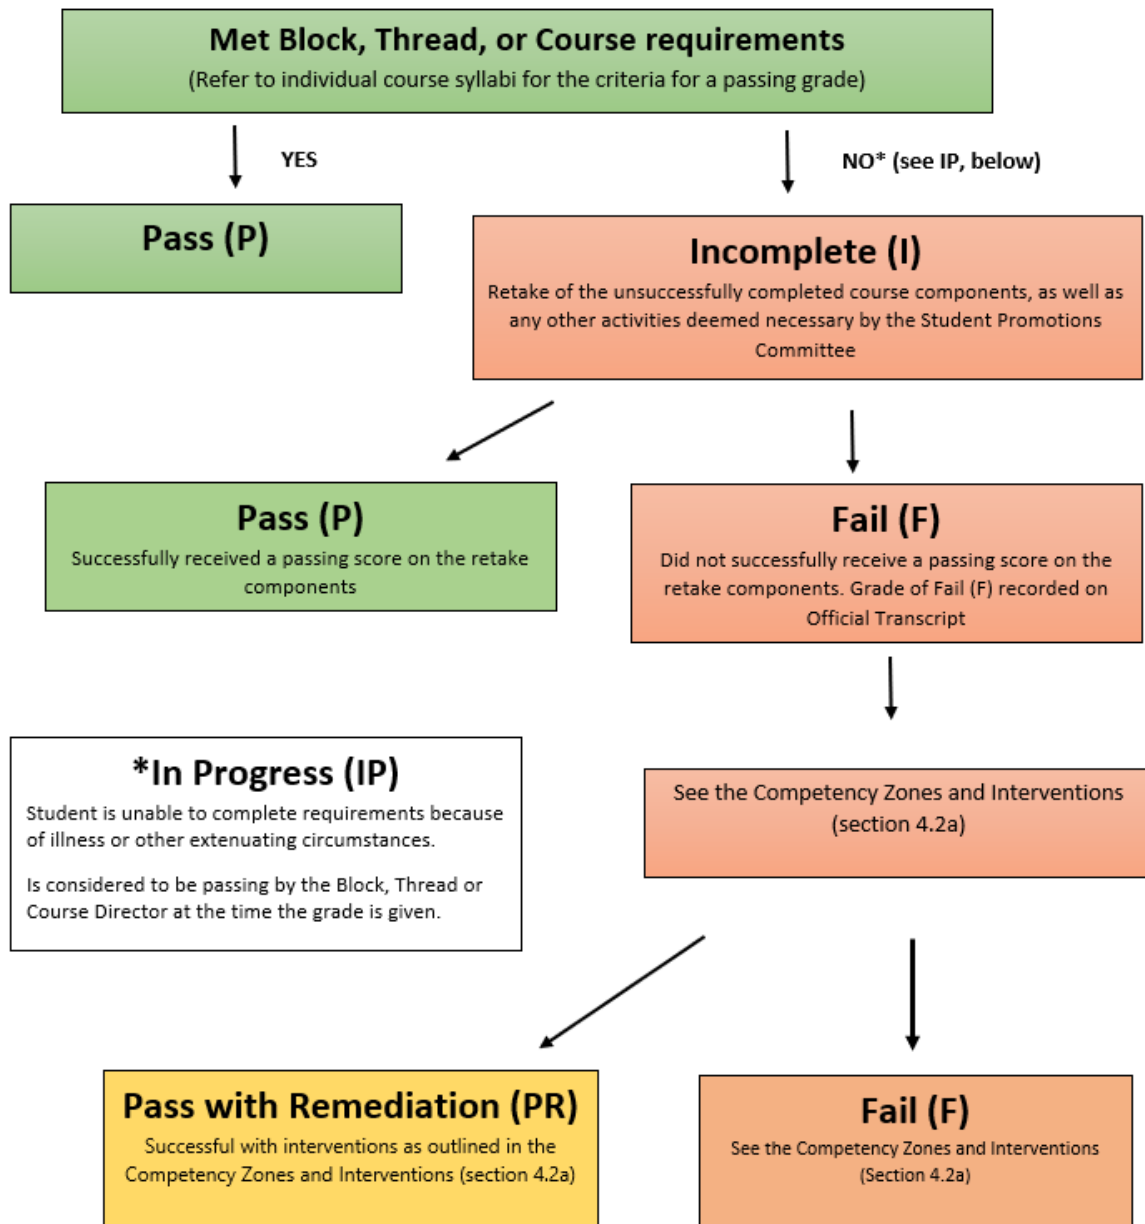 Met Block, Thread, or Course requirements
(Refer to individual course syllabi for the criteria for a passing grade)
YES
NO* (see IP, below)
Pass (P)
Incomplete (I)
Retake of the unsuccessfully completed course components, as well as
any other activities deemed necessary by the Student Promotions
Committee
Pass (P)
Successfully received a passing score on the retake
components
Fail (F)
Did not successfully receive a passing score on the
retake components. Grade of Fail (F) recorded on
Official Transcript
*In Progress (IP)
Student is unable to complete requirements because
of illness or other extenuating circumstances.
Is considered to be passing by the Block, Thread or
Course Director at the time the grade is given.
See the Competency Zones and Interventions
(section 4.2a)
Pass with Remediation (PR)
Successful with interventions as outlined in the
Competency Zones and Interventions (section 4.2a)
Fail (F)
See the Competency Zones and Interventions
(Section 4.2a)